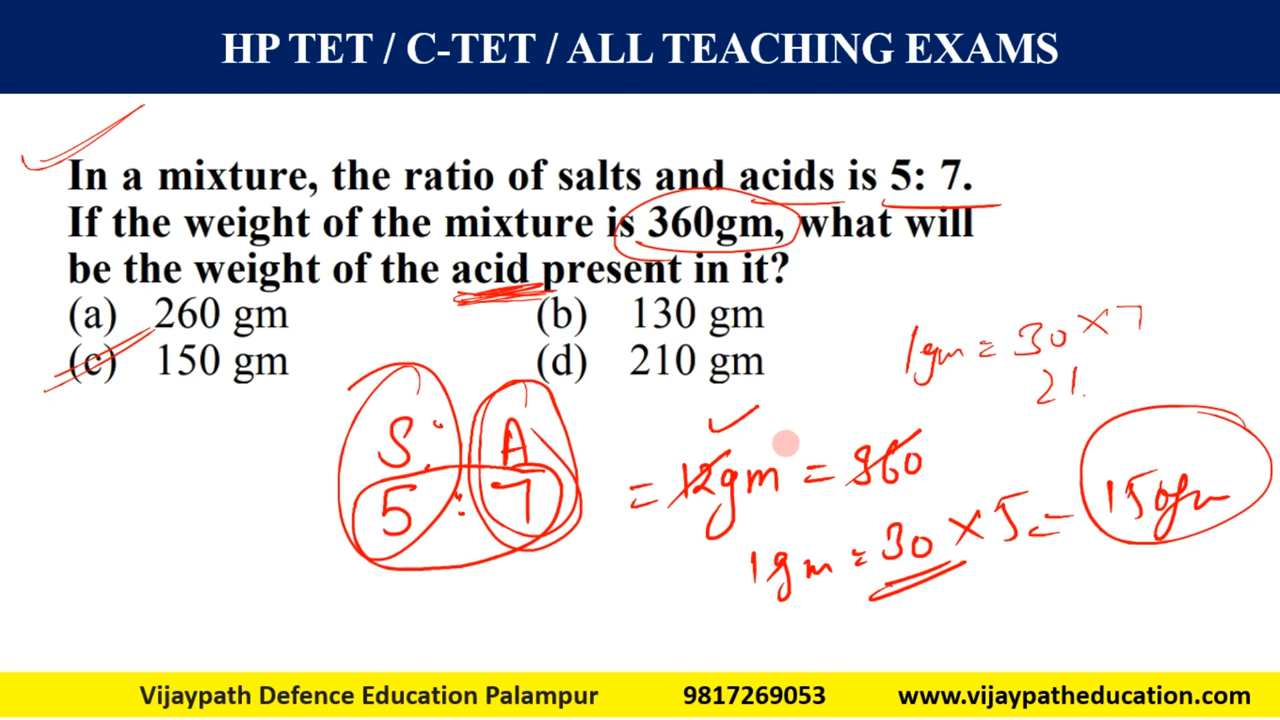 HP TET / C-TET / ALL TEACHING EXAMS
In a mixture, the ratio of salts and acids is 5: 7.
If the weight of the mixture is 360gm, what will
be the weight of the acid present in it?
(a) 260 gm (b) 130 gm
(c) 150 gm (d) 210 gm
1gm = 30 × 7
21
S : A
5 : 7 = 12gm = 360
1gm = 30 × 5 = 150gm
Vijaypath Defence Education Palampur 9817269053 www.vijaypatheducation.com